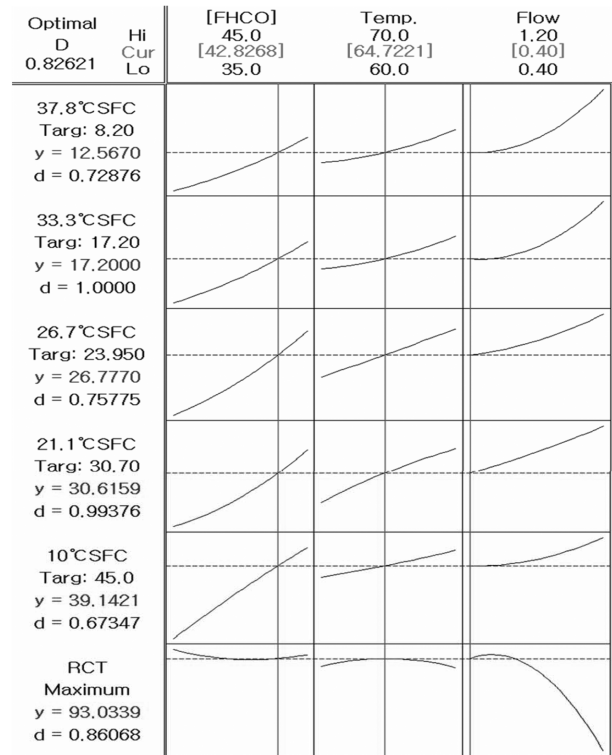 Optimal
D
0.82621
Hi
Cur
Lo
[FHCO]
45.0
[42.8268]
35.0
Temp.
70.0
[64.7221]
60.0
Flow
1.20
[0.40]
0.40
37.8℃SFC
Targ: 8.20
y = 12.5670
d = 0.72876
33.3℃SFC
Targ: 17.20
y = 17.2000
d = 1.0000
26.7℃SFC
Targ: 23.950
y = 26.7770
d = 0.75775
21.1℃SFC
Targ: 30.70
y = 30.6159
d = 0.99376
10℃SFC
Targ: 45.0
y = 39.1421
d = 0.67347
RCT
Maximum
y = 93.0339
d = 0.86068